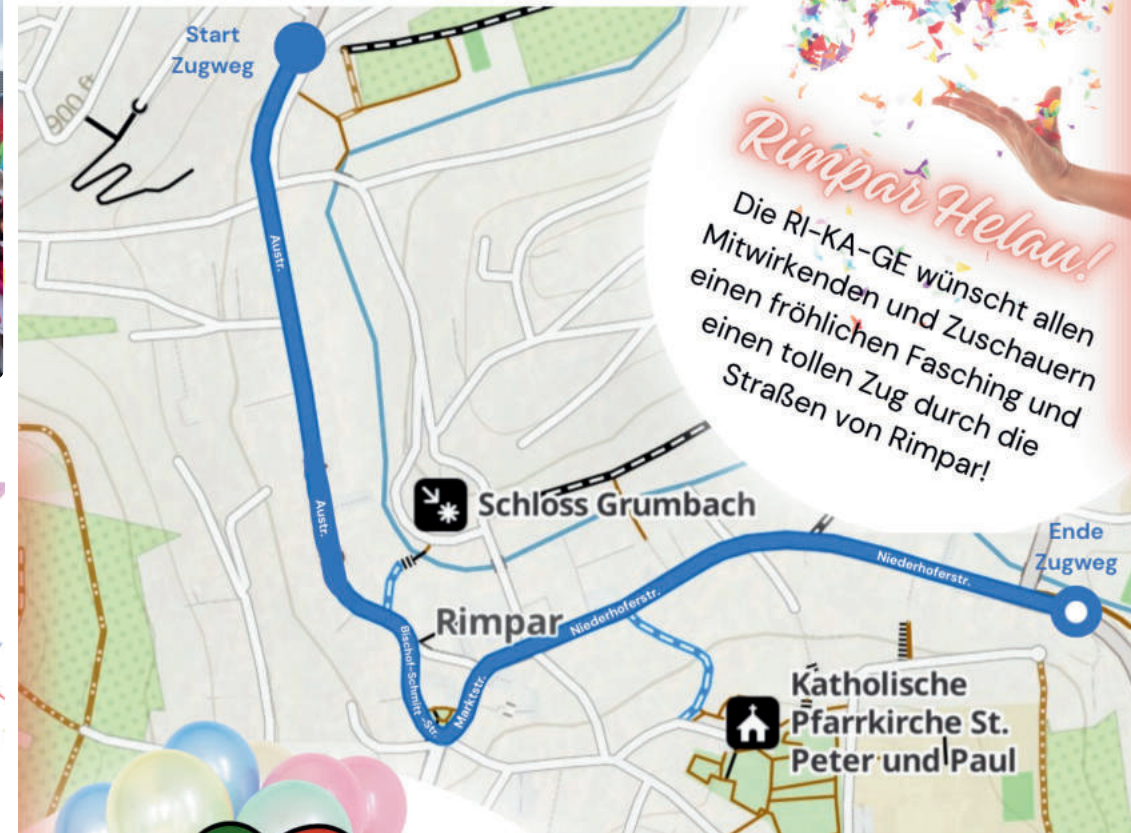 Start
Zugweg
900 ft
Rimpar Helau!
Die RI-KA-GE wünscht allen
Mitwirkenden und Zuschauern
einen fröhlichen Fasching und
einen tollen Zug durch die
Straßen von Rimpar!
Austr.
Austr.
Schloss Grumbach
Ende
Zugweg
Niederhoferstr.
Niederhoferstr.
Rimpar
Bischof-Schmitt
-Str.
Marktstr.
Katholische
Pfarrkirche St.
Peter und Paul